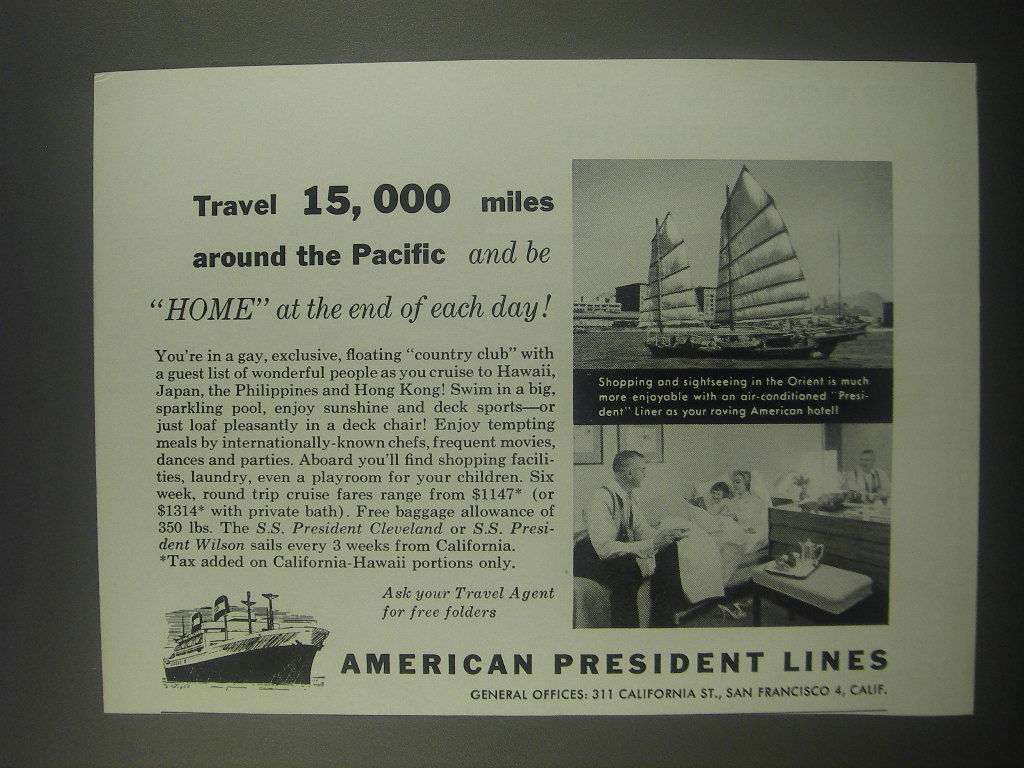 Travel 15,000 miles
around the Pacific and be
"HOME" at the end of each day!
You're in a gay, exclusive, floating "country club" with
a guest list of wonderful people as you cruise to Hawaii,
Japan, the Philippines and Hong Kong! Swim in a big,
sparkling pool, enjoy sunshine and deck sports—or
just loaf pleasantly in a deck chair! Enjoy tempting
meals by internationally-known chefs, frequent movies,
dances and parties. Aboard you'll find shopping facili-
ties, laundry, even a playroom for your children. Six
week, round trip cruise fares range from $1147* (or
$1314* with private bath). Free baggage allowance of
350 lbs. The S.S. President Cleveland or S.S. Presi-
dent Wilson sails every 3 weeks from California.
*Tax added on California-Hawaii portions only.
Ask your Travel Agent
for free folders
Shopping and sightseeing in the Orient is much
more enjoyable with an air-conditioned "Presi-
dent" Liner as your roving American hotel!
AMERICAN PRESIDENT LINES
GENERAL OFFICES: 311 CALIFORNIA ST., SAN FRANCISCO 4, CALIF.